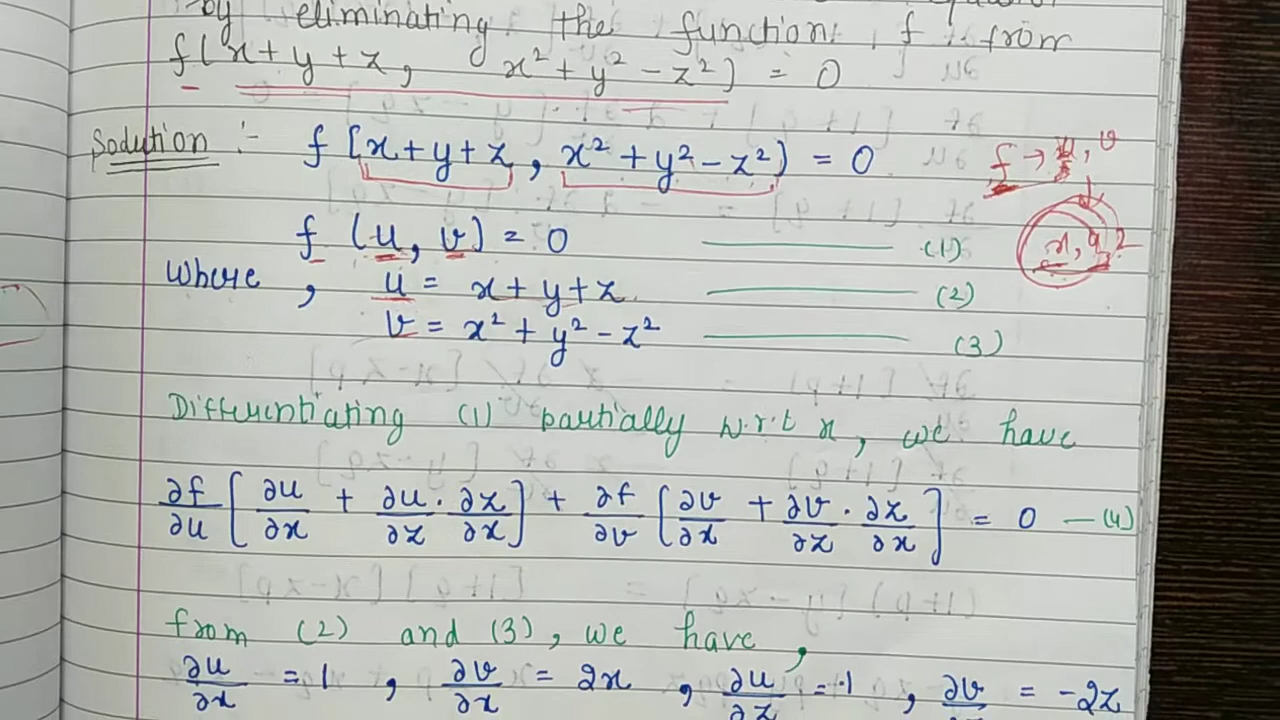 by eliminating the function f from
f(x+y+z, x²+y²-z²) = 0
Solution :- f(x+y+z, x²+y²-z²) = 0
f → u, v
x, y, z
f (u, v) = 0 (1)
where, u = x+y+z (2)
v = x²+y²-z² (3)
Differentiating (1) partially w.r.t x, we have
∂f/∂u [∂u/∂x + ∂u/∂z · ∂z/∂x] + ∂f/∂v [∂v/∂x + ∂v/∂z · ∂z/∂x] = 0 — (4)
from (2) and (3), we have,
∂u/∂x = 1, ∂v/∂x = 2x, ∂u/∂z = 1, ∂v = -2z